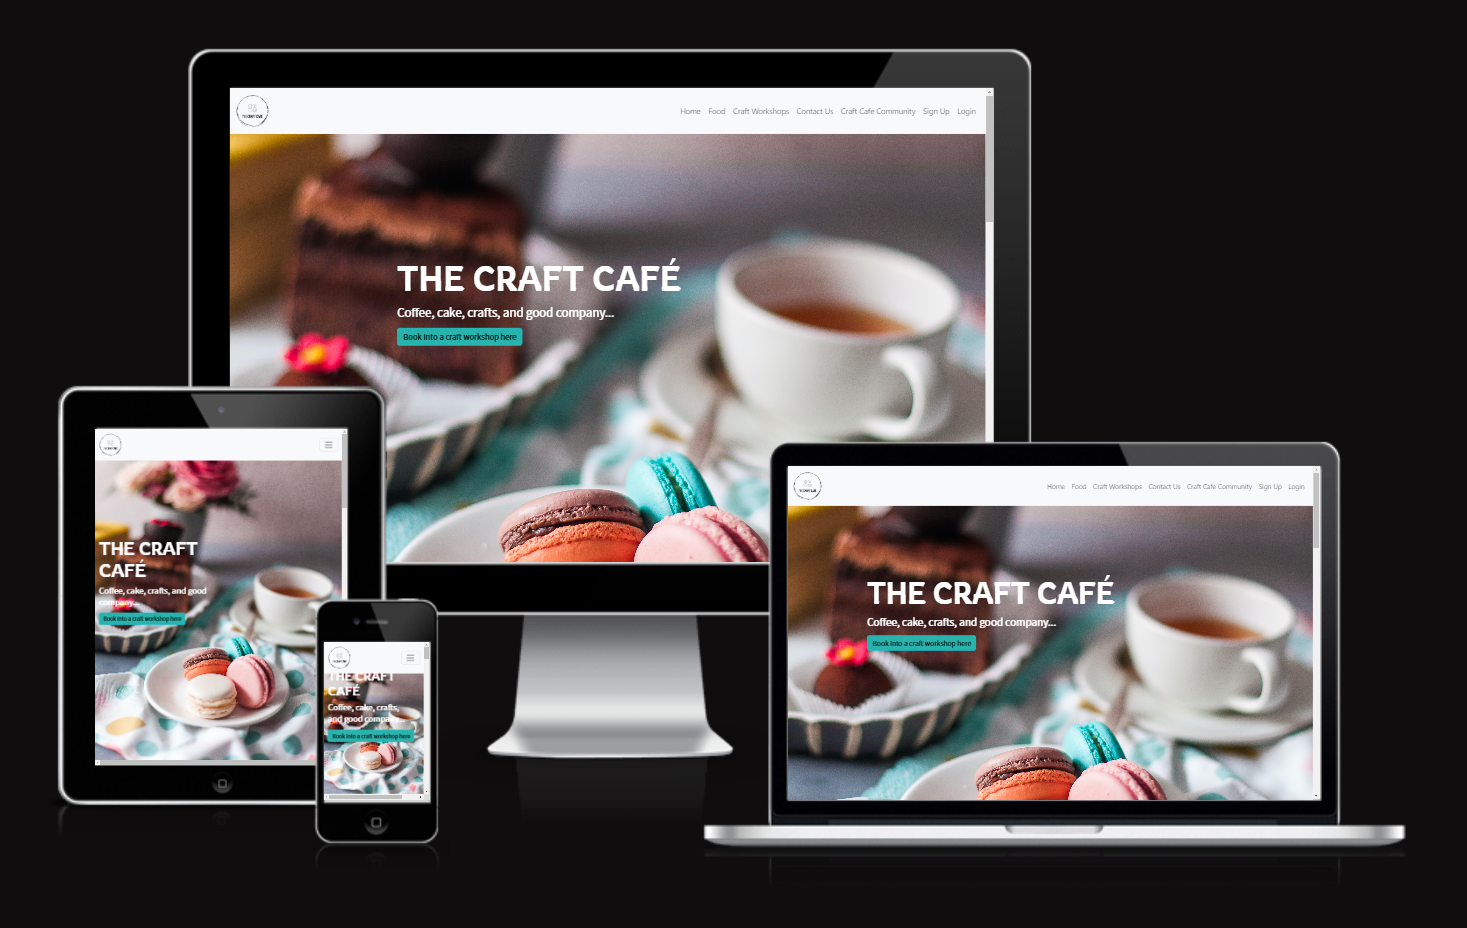 Home Food Craft Workshops Contact Us Craft Cafe Community Sign Up Login
THE CRAFT CAFÉ
Coffee, cake, crafts, and good company...
Book into a craft workshop here
THE CRAFT
CAFÉ
Coffee, cake, crafts, and good
company...
Book into a craft workshop here
THE CRAFT
CAFÉ
Coffee, cake, crafts,
and good company...
Book into a craft workshop here
Home Food Craft Workshops Contact Us Craft Cafe Community Sign Up Login
THE CRAFT CAFÉ
Coffee, cake, crafts, and good company...
Book into a craft workshop here